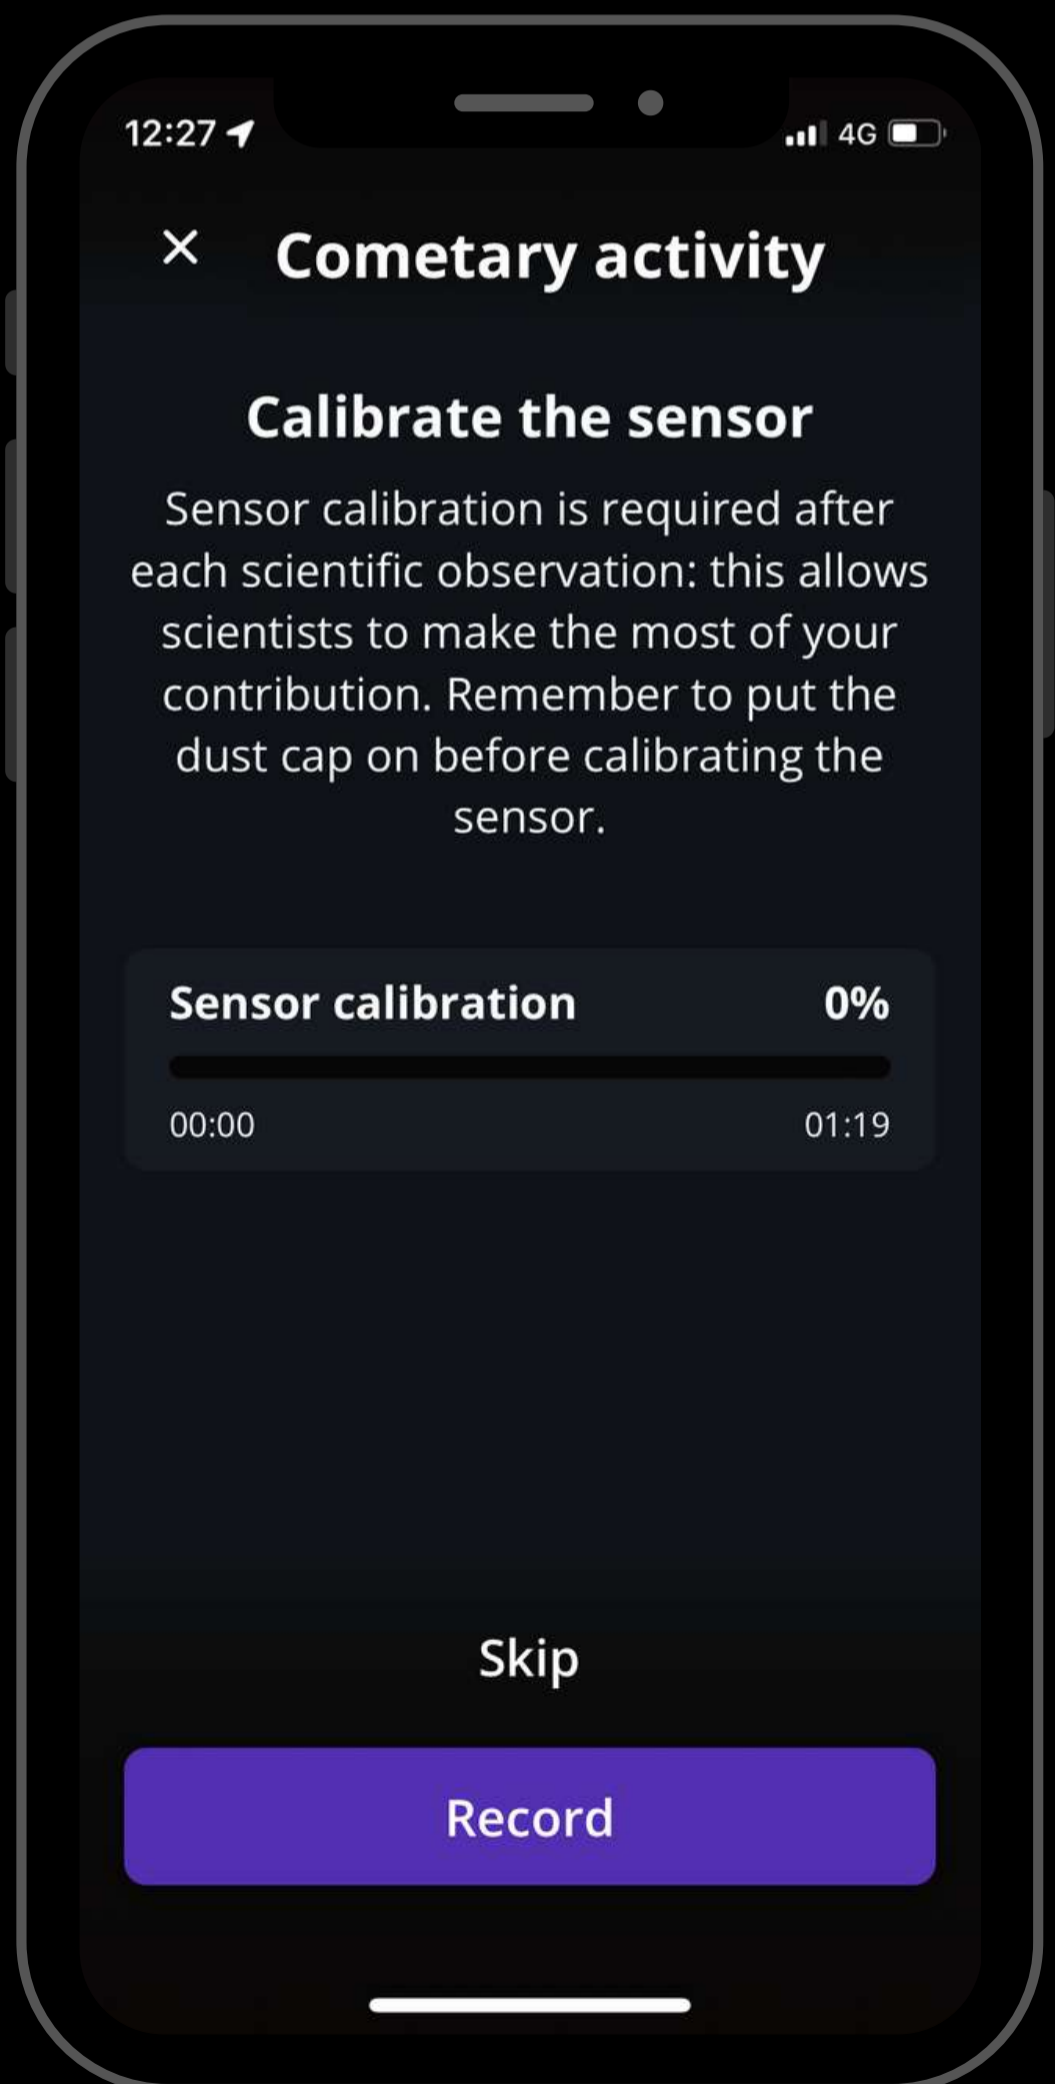 12:27
4G
Cometary activity
Calibrate the sensor
Sensor calibration is required after
each scientific observation: this allows
scientists to make the most of your
contribution. Remember to put the
dust cap on before calibrating the
sensor.
Sensor calibration 0%
00:00 01:19
Skip
Record